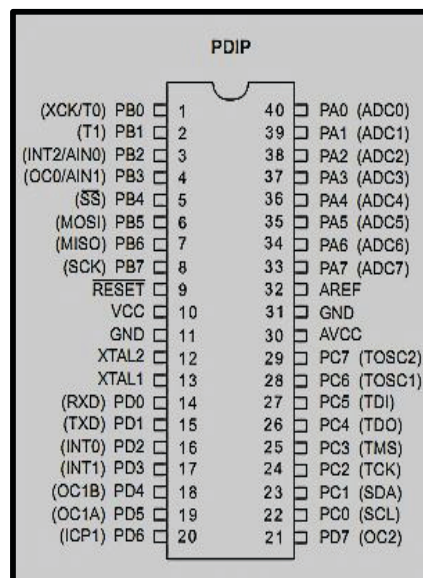 PDIP
(XCK/T0) PB0 1 40 PA0 (ADC0)
(T1) PB1 2 39 PA1 (ADC1)
(INT2/AIN0) PB2 3 38 PA2 (ADC2)
(OC0/AIN1) PB3 4 37 PA3 (ADC3)
(S̅S̅) PB4 5 36 PA4 (ADC4)
(MOSI) PB5 6 35 PA5 (ADC5)
(MISO) PB6 7 34 PA6 (ADC6)
(SCK) PB7 8 33 PA7 (ADC7)
R̅E̅S̅E̅T̅ 9 32 AREF
VCC 10 31 GND
GND 11 30 AVCC
XTAL2 12 29 PC7 (TOSC2)
XTAL1 13 28 PC6 (TOSC1)
(RXD) PD0 14 27 PC5 (TDI)
(TXD) PD1 15 26 PC4 (TDO)
(INT0) PD2 16 25 PC3 (TMS)
(INT1) PD3 17 24 PC2 (TCK)
(OC1B) PD4 18 23 PC1 (SDA)
(OC1A) PD5 19 22 PC0 (SCL)
(ICP1) PD6 20 21 PD7 (OC2)